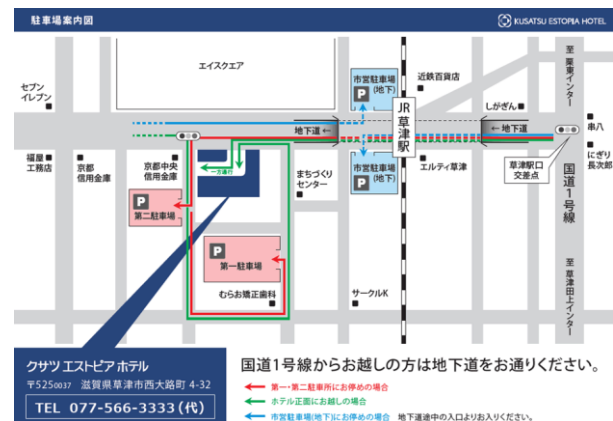 駐車場案内図
KUSATSU ESTOPIA HOTEL
エイスクエア
セブン
イレブン
市営駐車場
(地下)
P
近鉄百貨店
しがぎん
至 栗東インター
串八
JR草津駅
地下道 ←
← 地下道
福屋
工務店
京都
信用金庫
京都中央
信用金庫
一方通行
まちづくり
センター
市営駐車場
P
(地下)
エルティ草津
草津駅口
交差点
国道1号線
にぎり
長次郎
P
第二駐車場
P
第一駐車場
むらお矯正歯科
サークルK
至 草津田上インター
クサツ エストピア ホテル
〒5250037 滋賀県草津市西大路町 4-32
TEL 077-566-3333(代)
国道1号線からお越しの方は地下道をお通りください。
第一・第二駐車所にお停めの場合
ホテル正面にお越しの場合
市営駐車場(地下)にお停めの場合 地下道途中の入口よりお入りください。